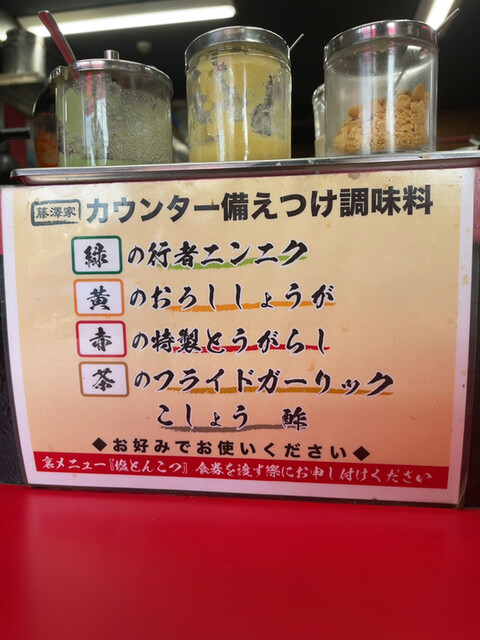 藤澤家 カウンター備えつけ調味料
緑の行者ニンニク
黄のおろししょうが
赤の特製とうがらし
茶のフライドガーリック
こしょう 酢
◆お好みでお使いください◆
裏メニュー『塩とんこつ』食券を渡す際にお申し付けください